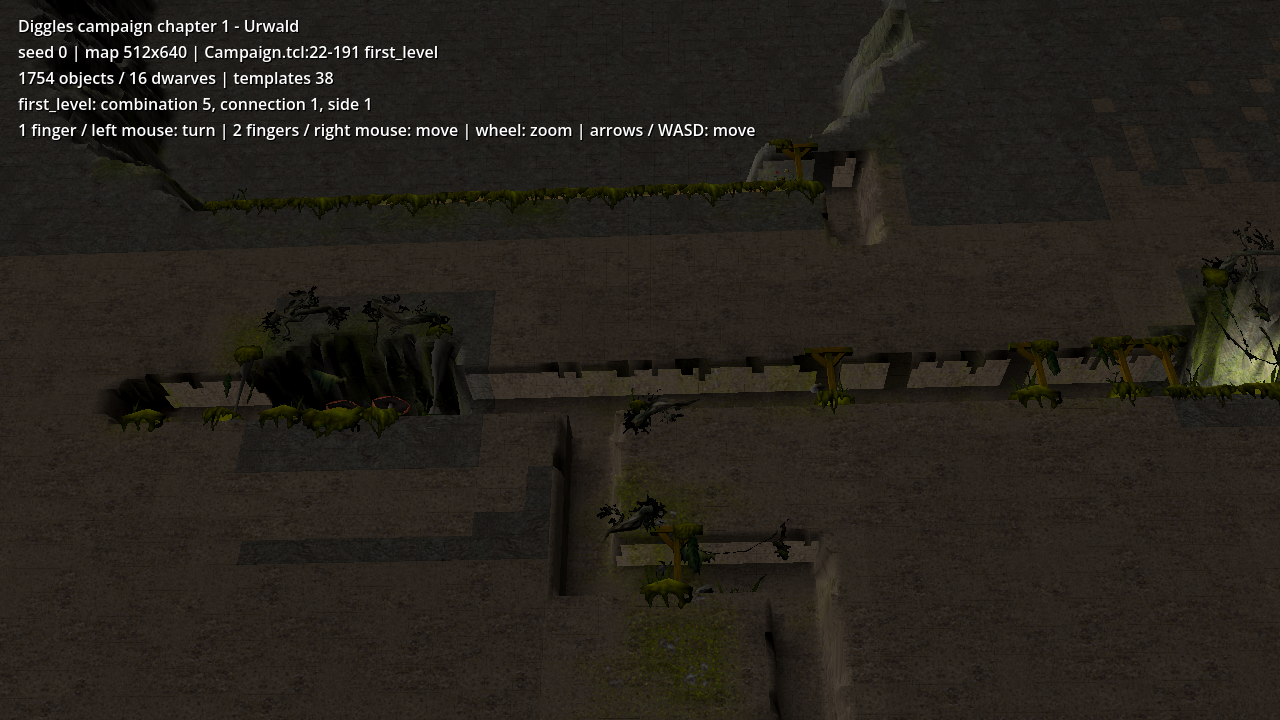 Diggles campaign chapter 1 - Urwald
seed 0 | map 512x640 | Campaign.tcl:22-191 first_level
1754 objects / 16 dwarves | templates 38
first_level: combination 5, connection 1, side 1
1 finger / left mouse: turn | 2 fingers / right mouse: move | wheel: zoom | arrows / WASD: move